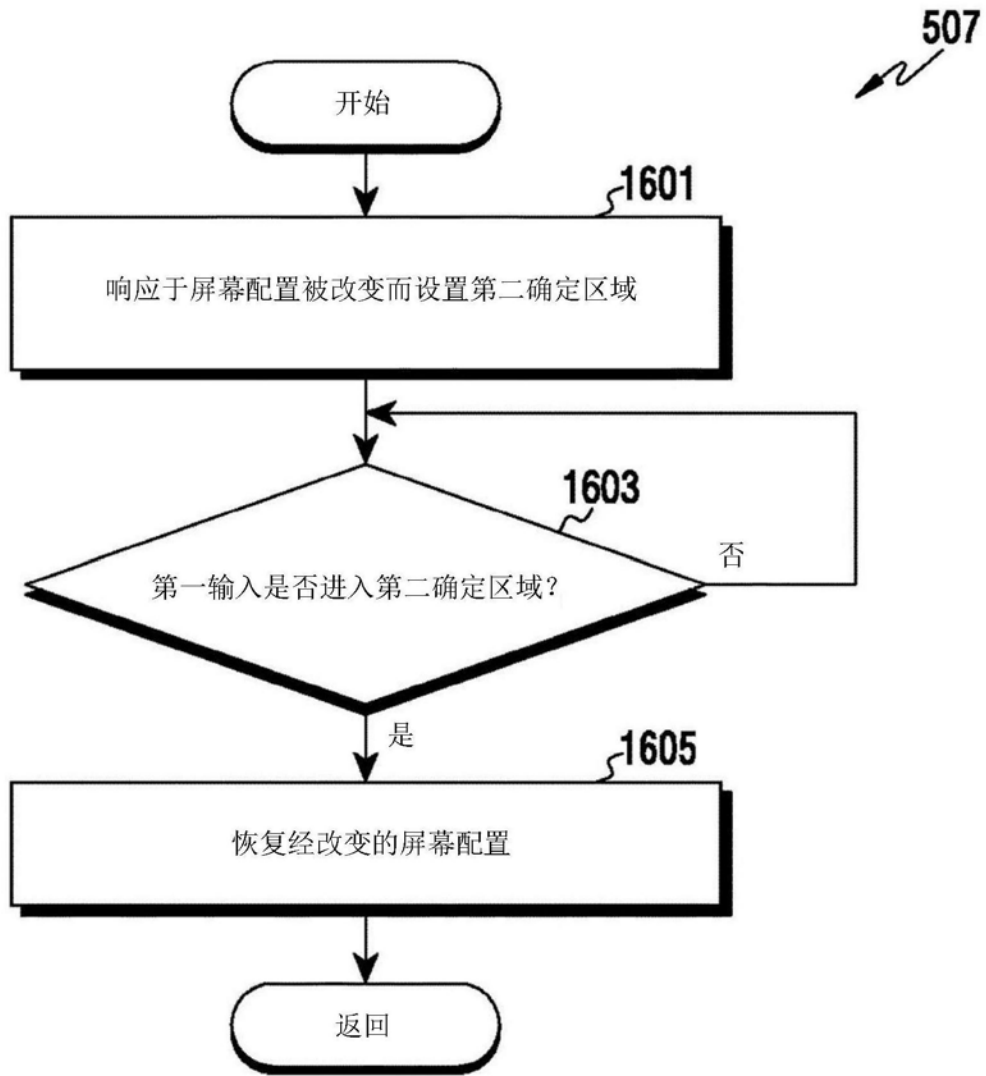 507
开始
1601
响应于屏幕配置被改变而设置第二确定区域
1603
第一输入是否进入第二确定区域？
否
是
1605
恢复经改变的屏幕配置
返回